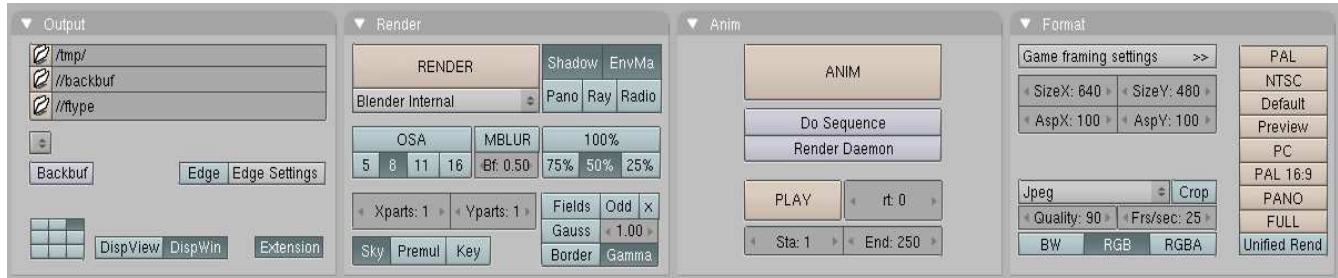 Output
/tmp/
//backbuf
//ftype
Backbuf
Edge
Edge Settings
DispView
DispWin
Extension
Render
RENDER
Shadow
EnvMa
Blender Internal
Pano
Ray
Radio
OSA
MBLUR
100%
5
8
11
16
Bf: 0.50
75%
50%
25%
Xparts: 1
Yparts: 1
Fields
Odd
x
Gauss
1.00
Sky
Premul
Key
Border
Gamma
Anim
ANIM
Do Sequence
Render Daemon
PLAY
rt: 0
Sta: 1
End: 250
Format
Game framing settings >>
SizeX: 640
SizeY: 480
AspX: 100
AspY: 100
Jpeg
Crop
Quality: 90
Frs/sec: 25
BW
RGB
RGBA
PAL
NTSC
Default
Preview
PC
PAL 16:9
PANO
FULL
Unified Rend